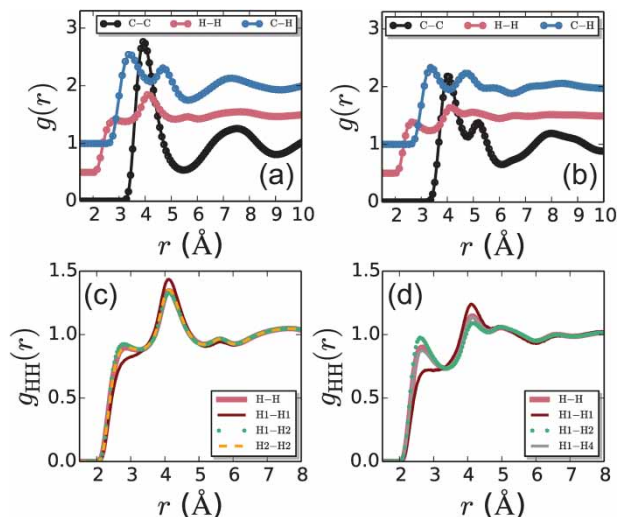 C−C H−H C−H
g(r)
3
2
1
0
(a)
2 3 4 5 6 7 8 9 10
r (Å)
C−C H−H C−H
g(r)
3
2
1
0
(b)
2 3 4 5 6 7 8 9 10
r (Å)
(c)
gHH(r)
1.5
1.0
0.5
0.0
H−H
H1−H1
H1−H2
H2−H2
2 3 4 5 6 7 8
r (Å)
(d)
gHH(r)
1.5
1.0
0.5
0.0
H−H
H1−H1
H1−H2
H1−H4
2 3 4 5 6 7 8
r (Å)